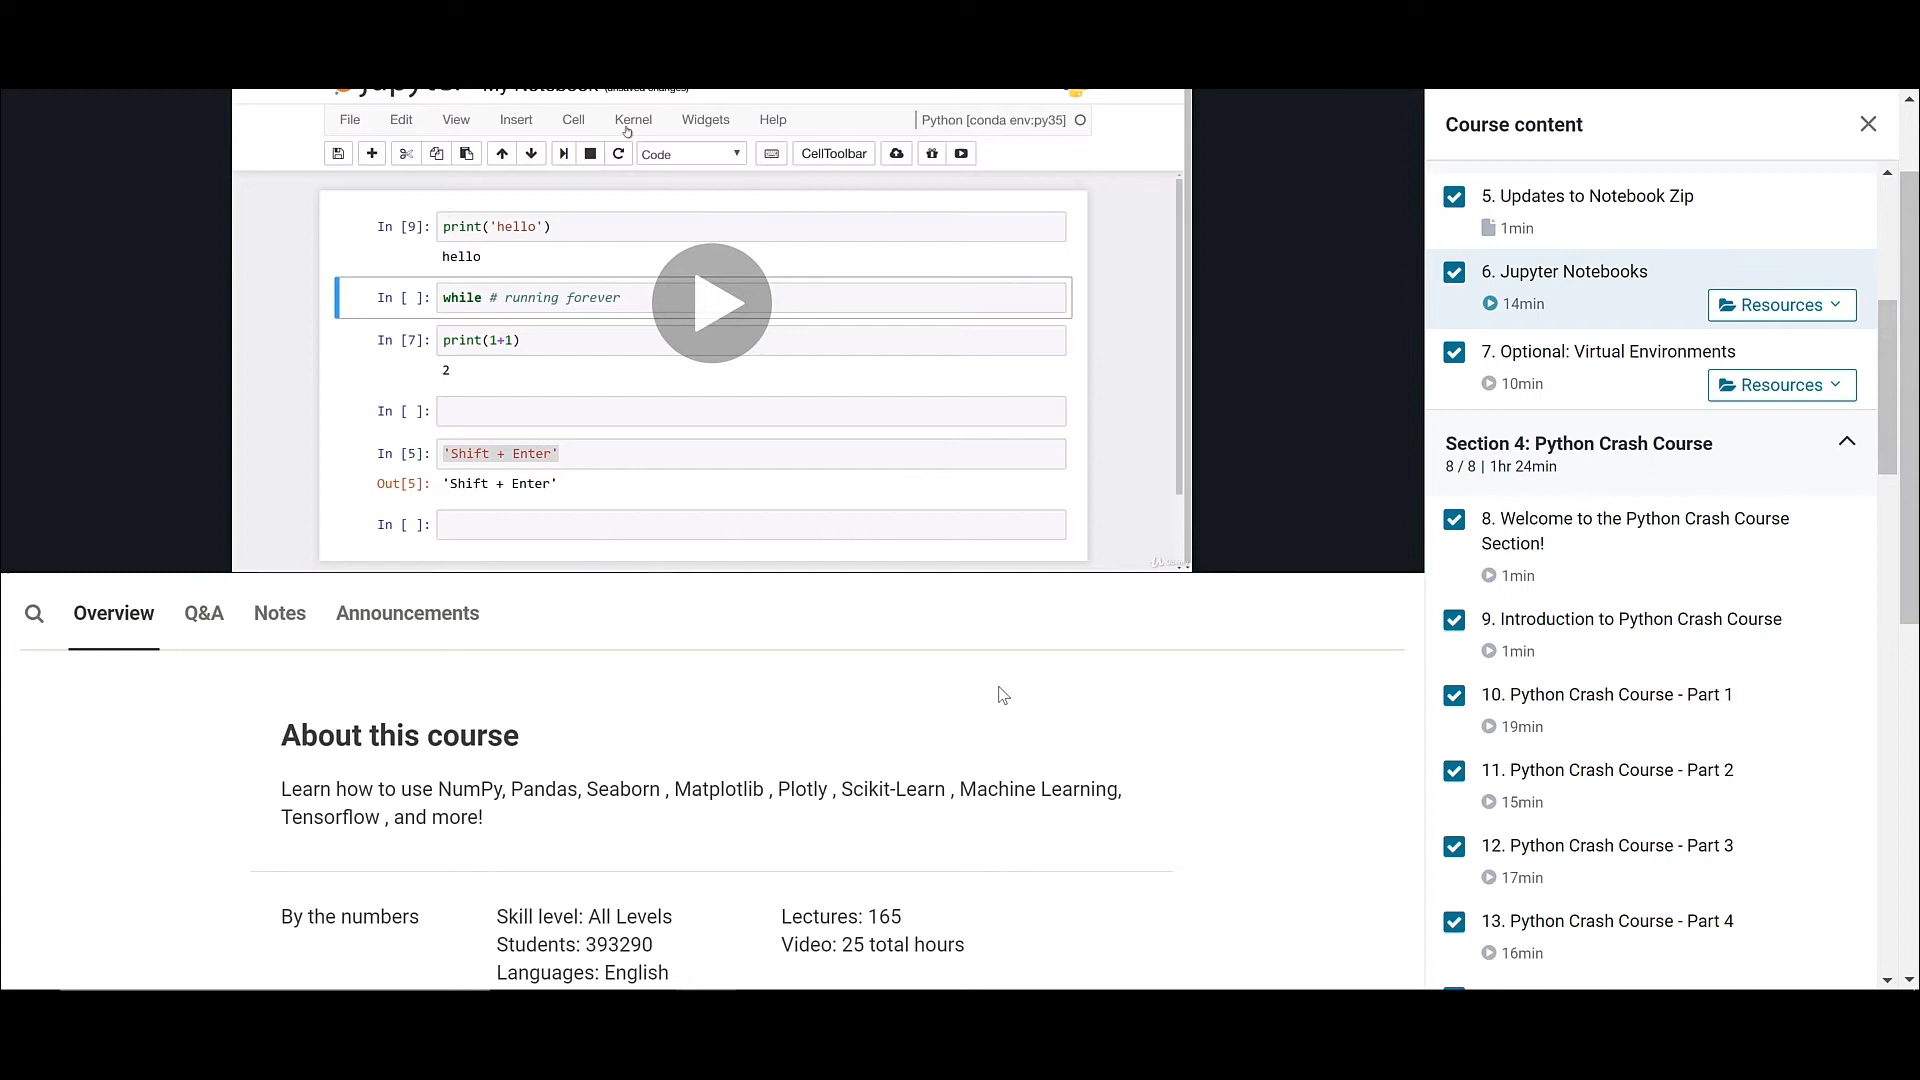 jupyter My Notebook (unsaved changes)
File Edit View Insert Cell Kernel Widgets Help Python [conda env:py35]
Code CellToolbar
In [9]: print('hello')
hello
In [ ]: while # running forever
In [7]: print(1+1)
2
In [ ]:
In [5]: 'Shift + Enter'
Out[5]: 'Shift + Enter'
In [ ]:
Overview Q&A Notes Announcements
About this course
Learn how to use NumPy, Pandas, Seaborn , Matplotlib , Plotly , Scikit-Learn , Machine Learning,
Tensorflow , and more!
By the numbers
Skill level: All Levels
Students: 393290
Languages: English
Lectures: 165
Video: 25 total hours
Course content
5. Updates to Notebook Zip
1min
6. Jupyter Notebooks
14min
Resources
7. Optional: Virtual Environments
10min
Resources
Section 4: Python Crash Course
8 / 8 | 1hr 24min
8. Welcome to the Python Crash Course
Section!
1min
9. Introduction to Python Crash Course
1min
10. Python Crash Course - Part 1
19min
11. Python Crash Course - Part 2
15min
12. Python Crash Course - Part 3
17min
13. Python Crash Course - Part 4
16min